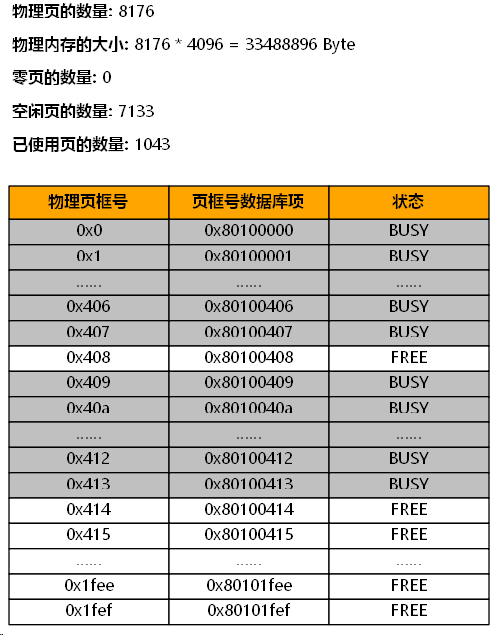 物理页的数量: 8176
物理内存的大小: 8176 * 4096 = 33488896 Byte
零页的数量: 0
空闲页的数量: 7133
已使用页的数量: 1043
物理页框号 页框号数据库项 状态
0x0 0x80100000 BUSY
0x1 0x80100001 BUSY
...... ...... ......
0x406 0x80100406 BUSY
0x407 0x80100407 BUSY
0x408 0x80100408 FREE
0x409 0x80100409 BUSY
0x40a 0x8010040a BUSY
...... ...... ......
0x412 0x80100412 BUSY
0x413 0x80100413 BUSY
0x414 0x80100414 FREE
0x415 0x80100415 FREE
...... ...... ......
0x1fee 0x80101fee FREE
0x1fef 0x80101fef FREE